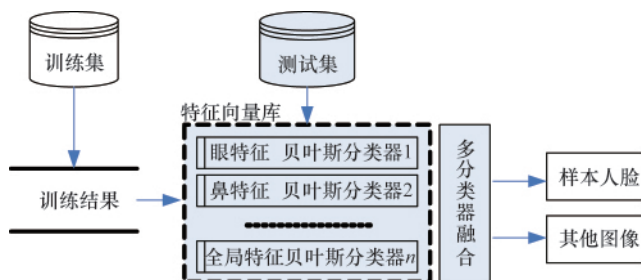 训练集
测试集
特征向量库
眼特征 贝叶斯分类器1
鼻特征 贝叶斯分类器2
全局特征贝叶斯分类器n
训练结果
多分类器融合
样本人脸
其他图像